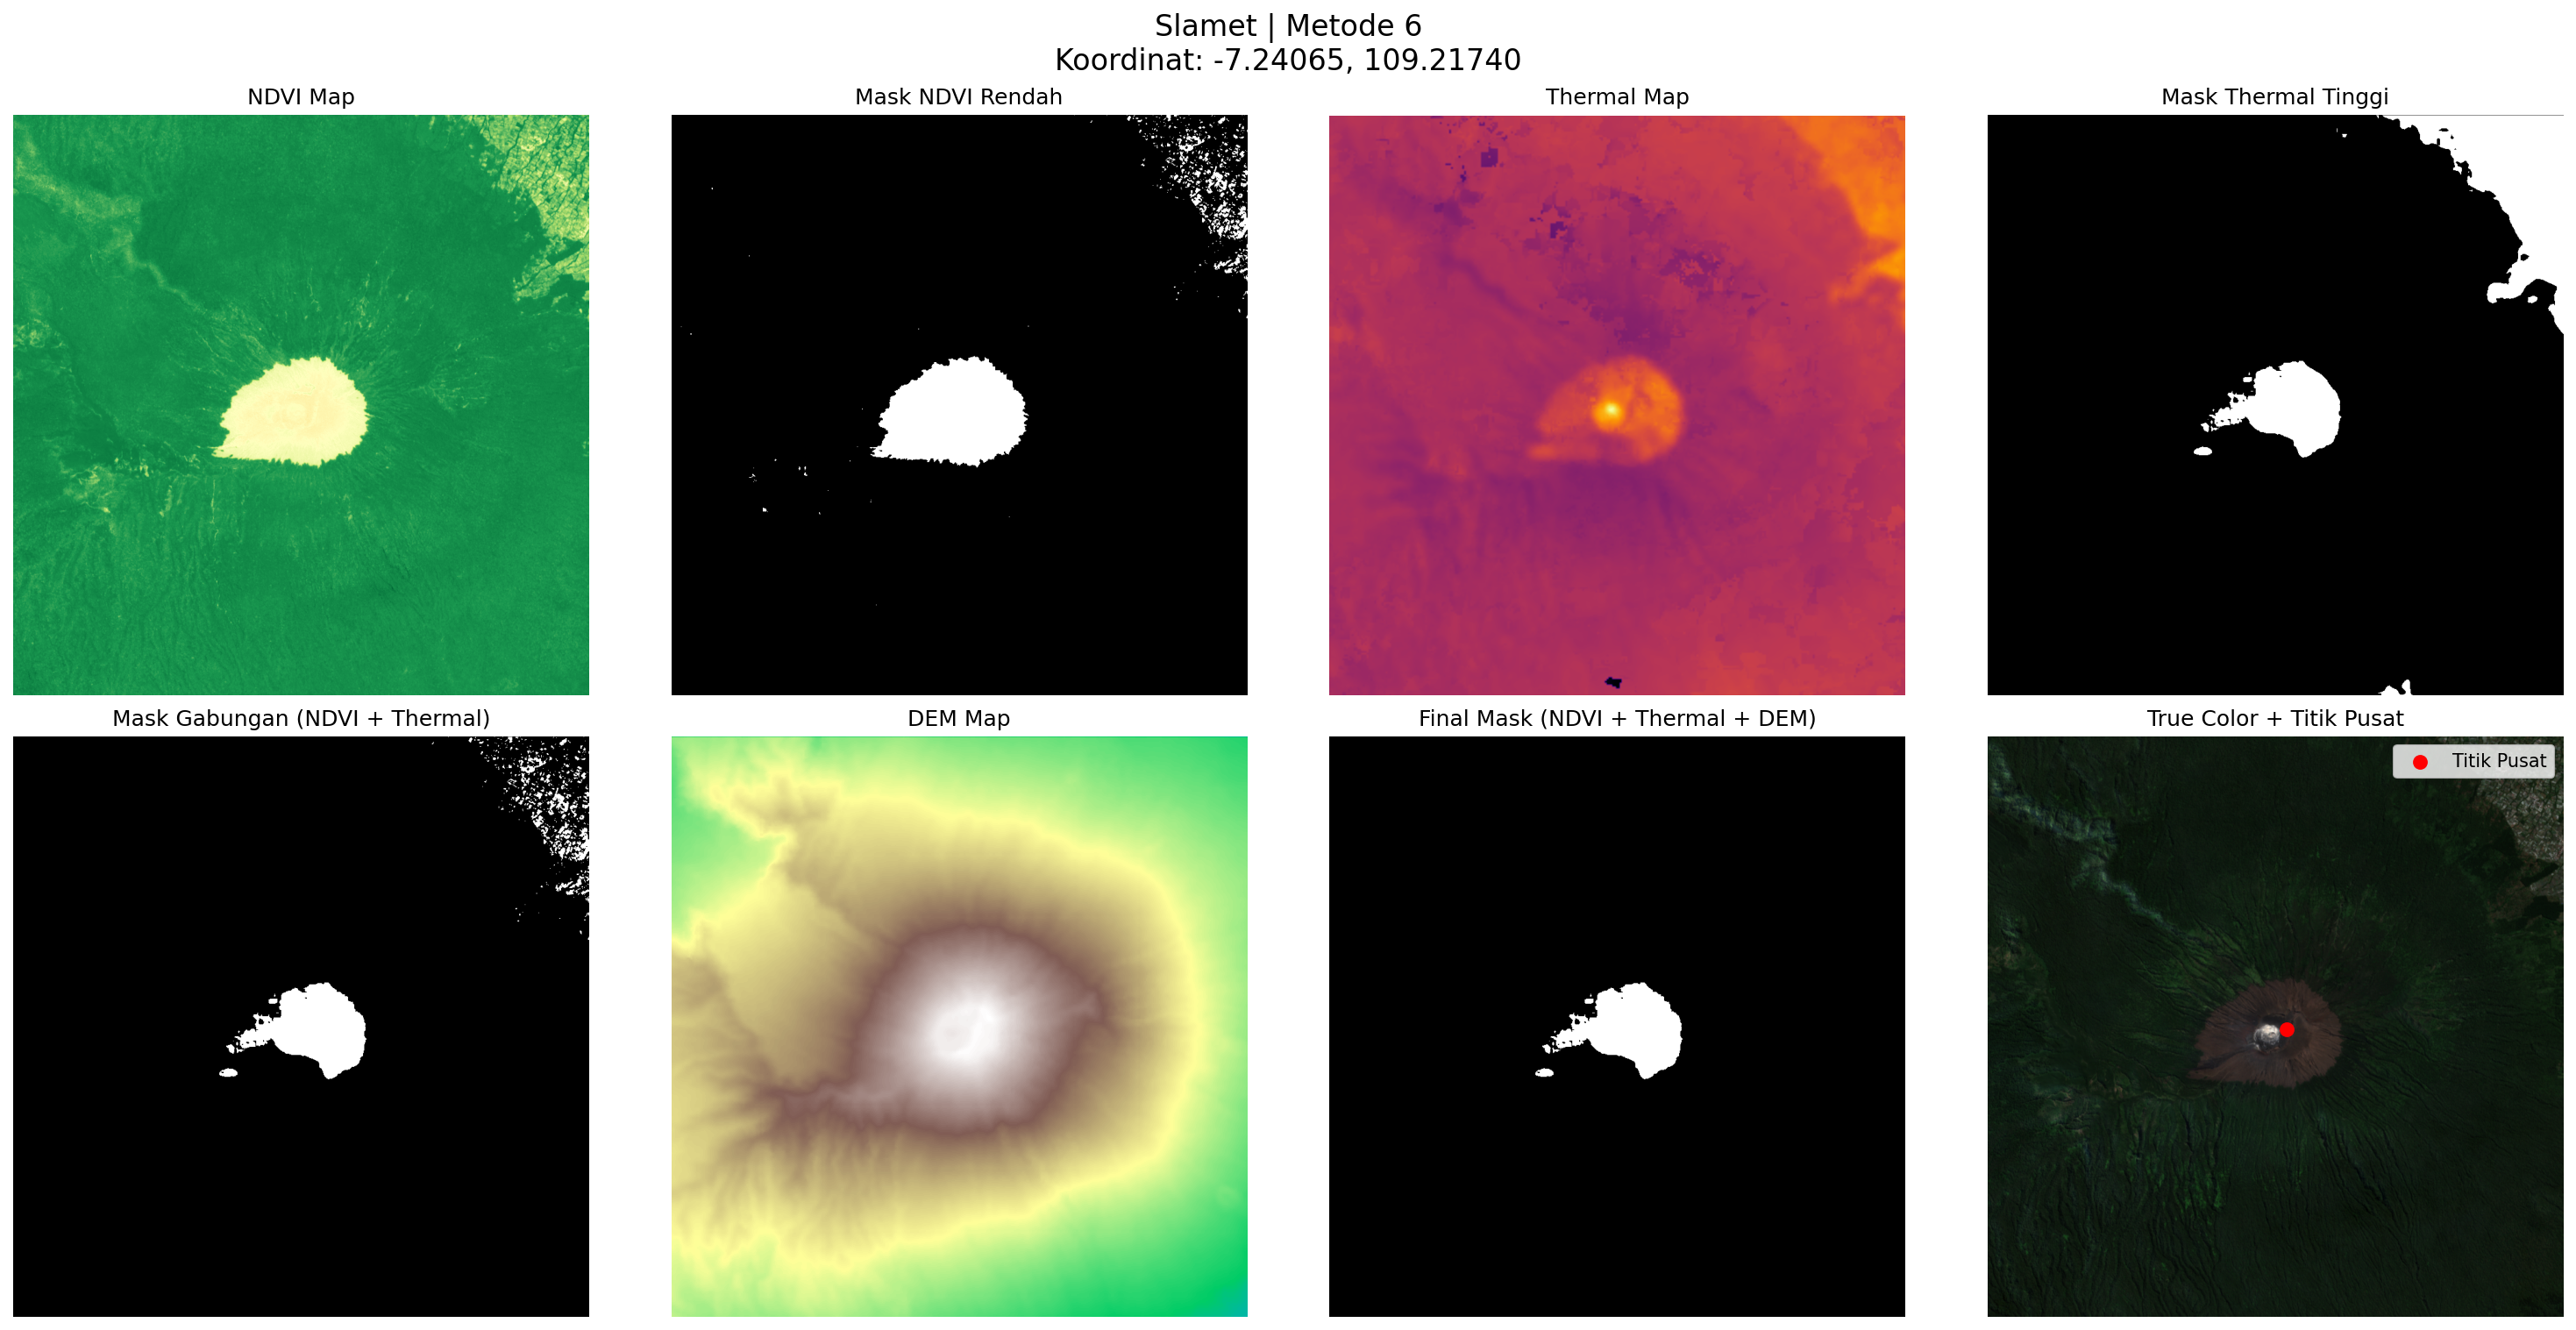 Slamet | Metode 6
Koordinat: -7.24065, 109.21740
NDVI Map
Mask NDVI Rendah
Thermal Map
Mask Thermal Tinggi
Mask Gabungan (NDVI + Thermal)
DEM Map
Final Mask (NDVI + Thermal + DEM)
True Color + Titik Pusat
Titik Pusat